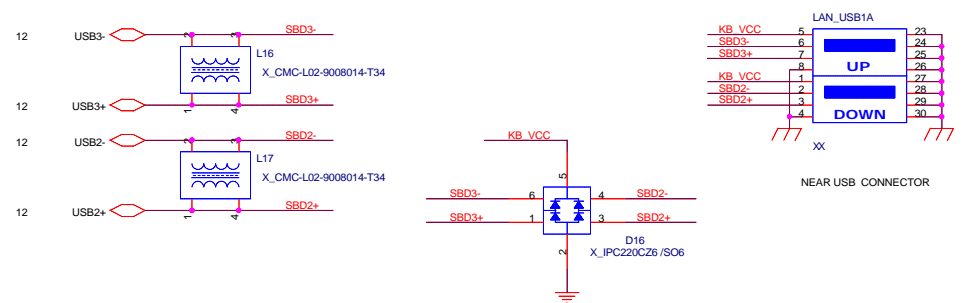 12 USB3- 2 3 SBD3-
L16
X_CMC-L02-9008014-T34
12 USB3+ 1 4 SBD3+
12 USB2- 2 3 SBD2-
L17
X_CMC-L02-9008014-T34
12 USB2+ 1 4 SBD2+
KB_VCC
5
SBD3- 6 4 SBD2-
SBD3+ 1 3 SBD2+
D16
X_IPC220CZ6 /SO6
2
LAN_USB1A
KB_VCC 5 23
SBD3- 6 24
SBD3+ 7 25
8 UP 26
KB_VCC 1 27
SBD2- 2 28
SBD2+ 3 29
4 DOWN 30
XX
NEAR USB CONNECTOR